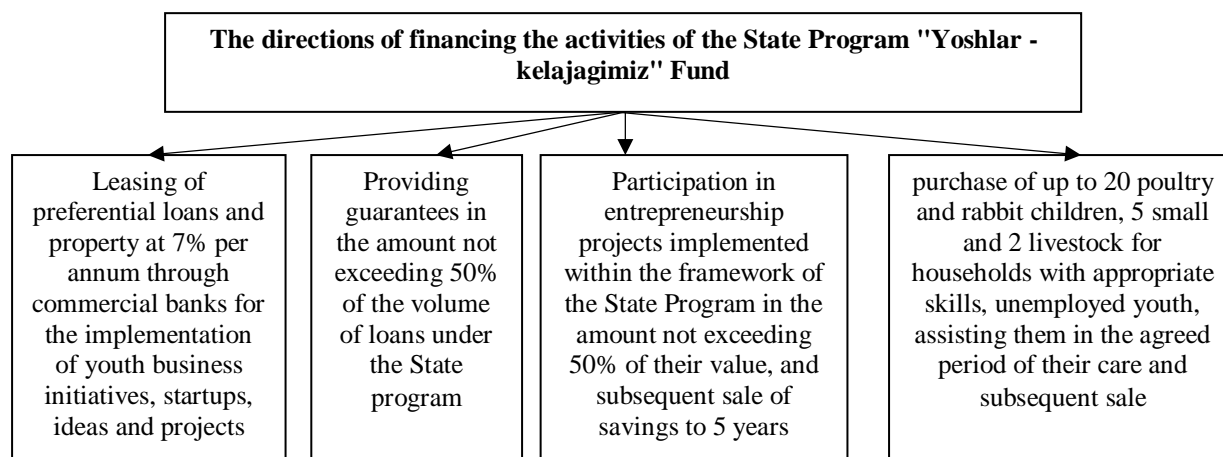 The directions of financing the activities of the State Program "Yoshlar -
kelajagimiz" Fund
Leasing of
preferential loans and
property at 7% per
annum through
commercial banks for
the implementation
of youth business
initiatives, startups,
ideas and projects
Providing
guarantees in
the amount not
exceeding 50%
of the volume
of loans under
the State
program
Participation in
entrepreneurship
projects implemented
within the framework of
the State Program in the
amount not exceeding
50% of their value, and
subsequent sale of
savings to 5 years
purchase of up to 20 poultry
and rabbit children, 5 small
and 2 livestock for
households with appropriate
skills, unemployed youth,
assisting them in the agreed
period of their care and
subsequent sale